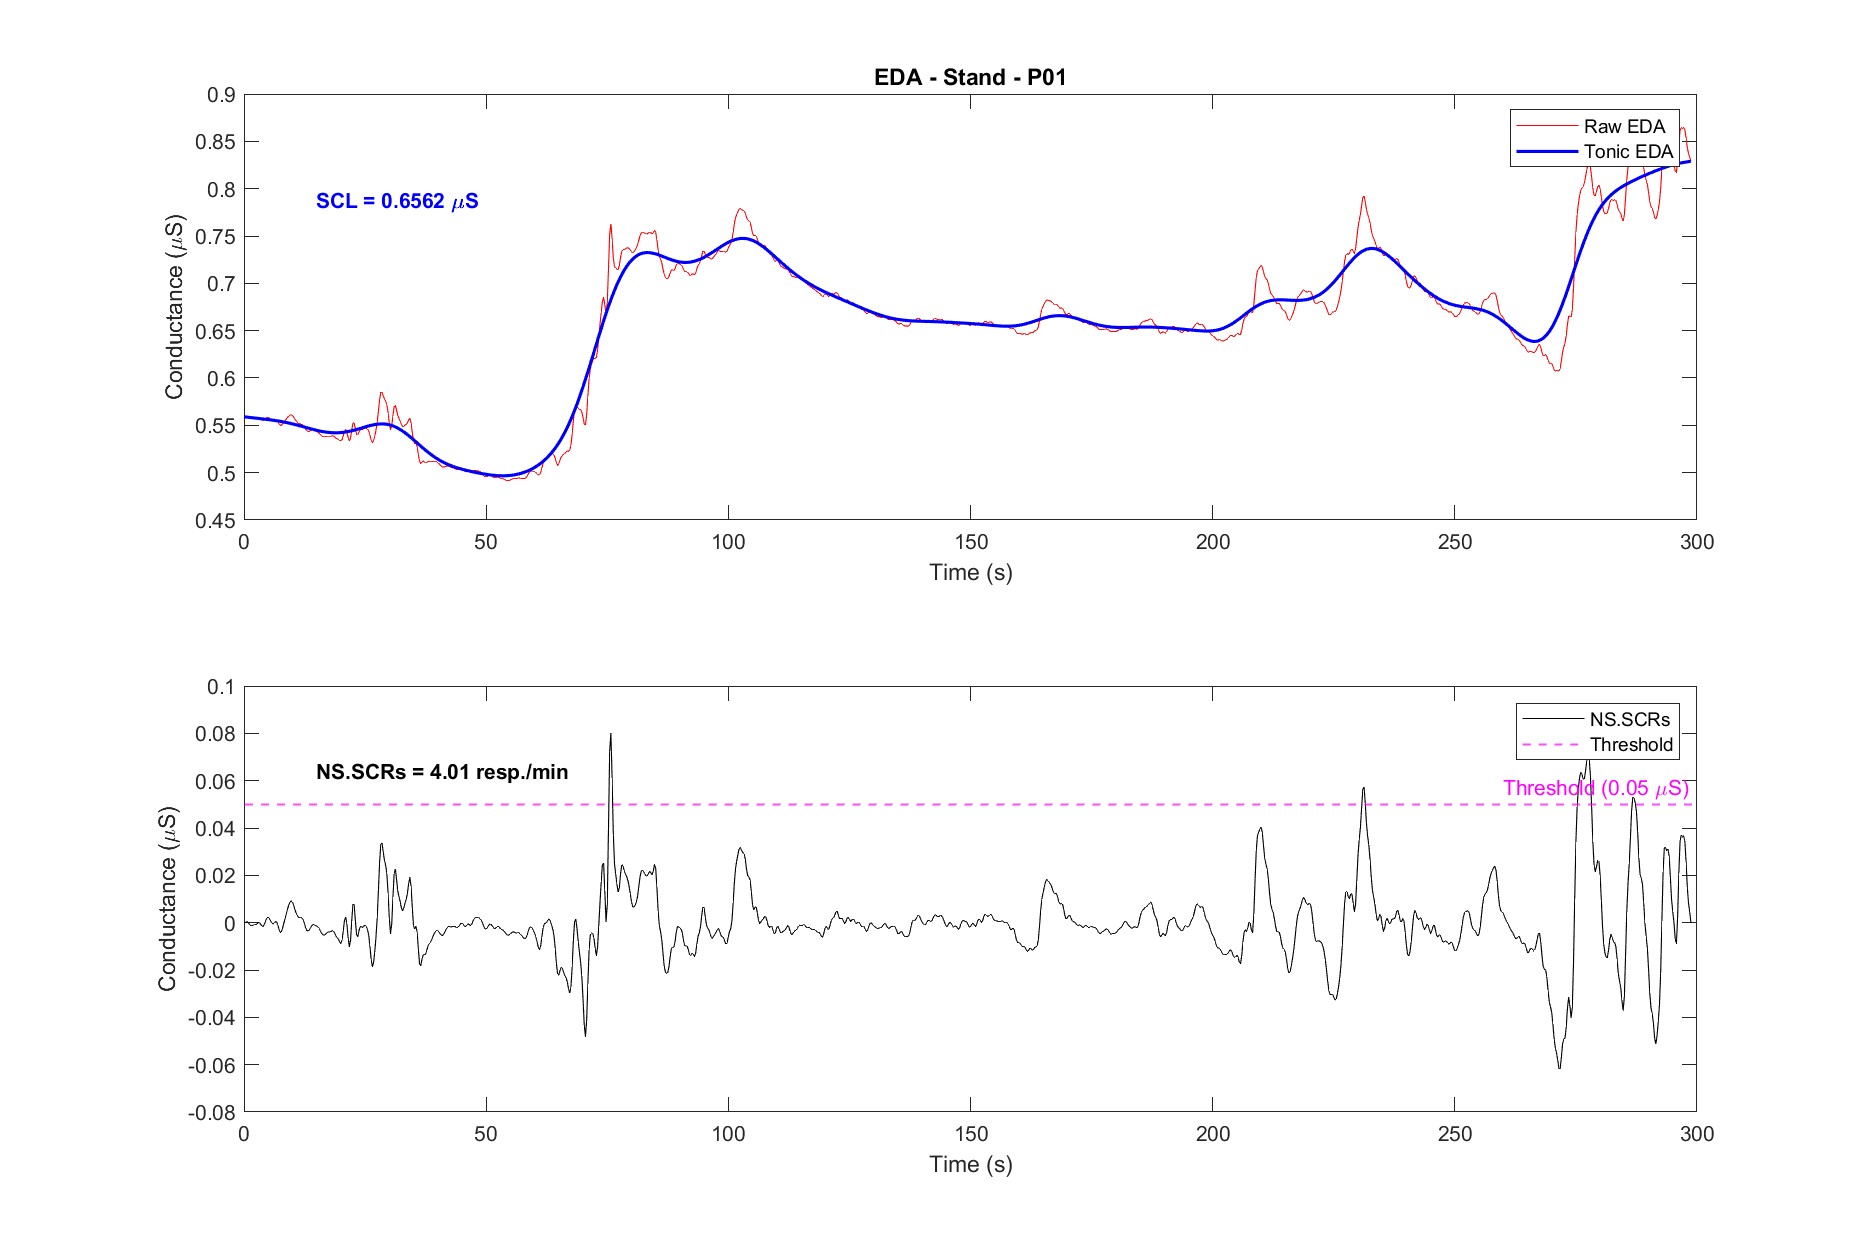 EDA - Stand - P01
0.9
0.85
0.8
0.75
0.7
0.65
0.6
0.55
0.5
0.45
Conductance (μS)
SCL = 0.6562 μS
Raw EDA
Tonic EDA
0 50 100 150 200 250 300
Time (s)
0.1
0.08
0.06
0.04
0.02
0
-0.02
-0.04
-0.06
-0.08
Conductance (μS)
NS.SCRs = 4.01 resp./min
NS.SCRs
Threshold
Threshold (0.05 μS)
0 50 100 150 200 250 300
Time (s)